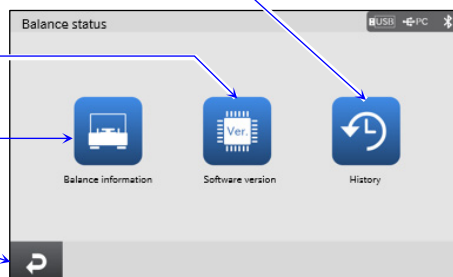 Balance status
USB PC
Ver.
Balance information
Software version
History